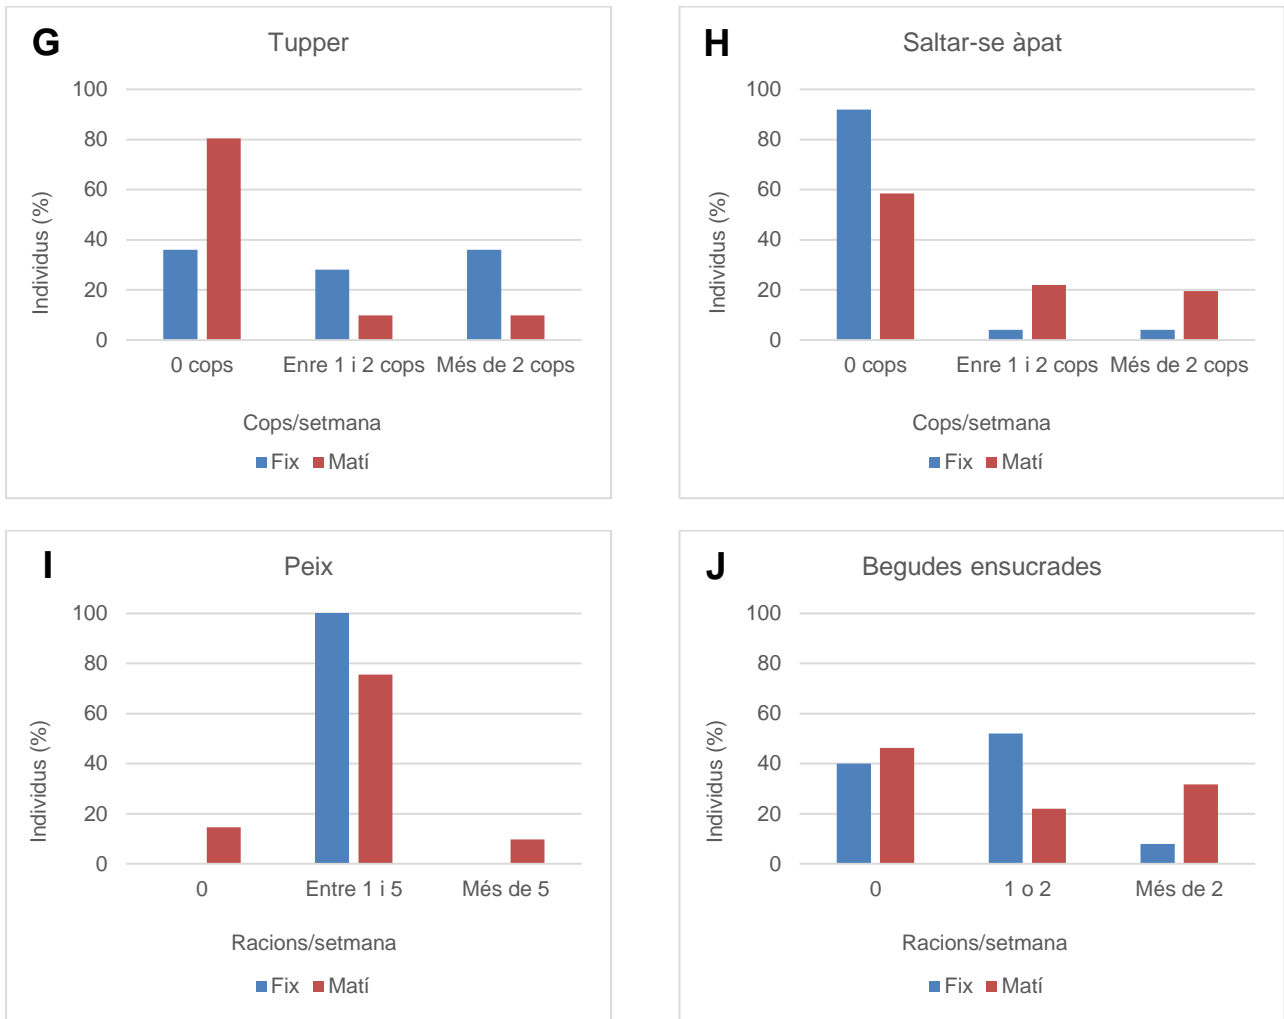 G
Tupper
100
80
60
40
20
0
Individus (%)
0 cops Enre 1 i 2 cops Més de 2 cops
Cops/setmana
Fix Matí
H
Saltar-se àpat
100
80
60
40
20
0
Individus (%)
0 cops Enre 1 i 2 cops Més de 2 cops
Cops/setmana
Fix Matí
I
Peix
100
80
60
40
20
0
Individus (%)
0 Entre 1 i 5 Més de 5
Racions/setmana
Fix Matí
J
Begudes ensucrades
100
80
60
40
20
0
Individus (%)
0 1 o 2 Més de 2
Racions/setmana
Fix Matí